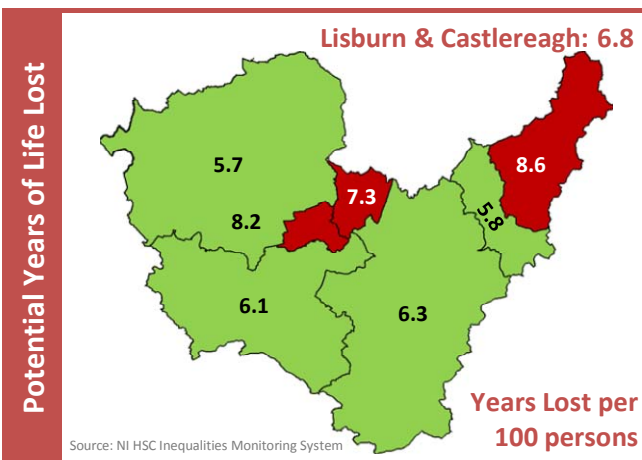 Potential Years of Life Lost
Lisburn & Castlereagh: 6.8
5.7
8.6
7.3
8.2
5.8
6.1
6.3
Years Lost per
100 persons
Source: NI HSC Inequalities Monitoring System